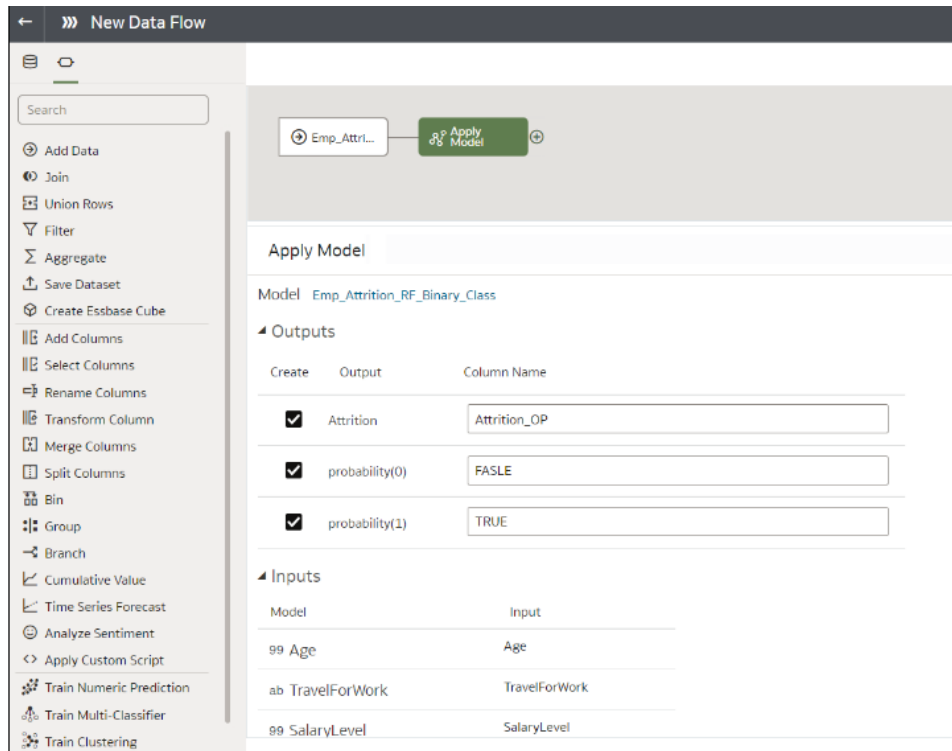 New Data Flow
Search
Add Data
Join
Union Rows
Filter
Aggregate
Save Dataset
Create Essbase Cube
Add Columns
Select Columns
Rename Columns
Transform Column
Merge Columns
Split Columns
Bin
Group
Branch
Cumulative Value
Time Series Forecast
Analyze Sentiment
Apply Custom Script
Train Numeric Prediction
Train Multi-Classifier
Train Clustering
Emp_Attri...
Apply
Model
Apply Model
Model Emp_Attrition_RF_Binary_Class
Outputs
Create Output Column Name
Attrition Attrition_OP
probability(0) FASLE
probability(1) TRUE
Inputs
Model Input
99 Age Age
ab TravelForWork TravelForWork
99 SalaryLevel SalaryLevel